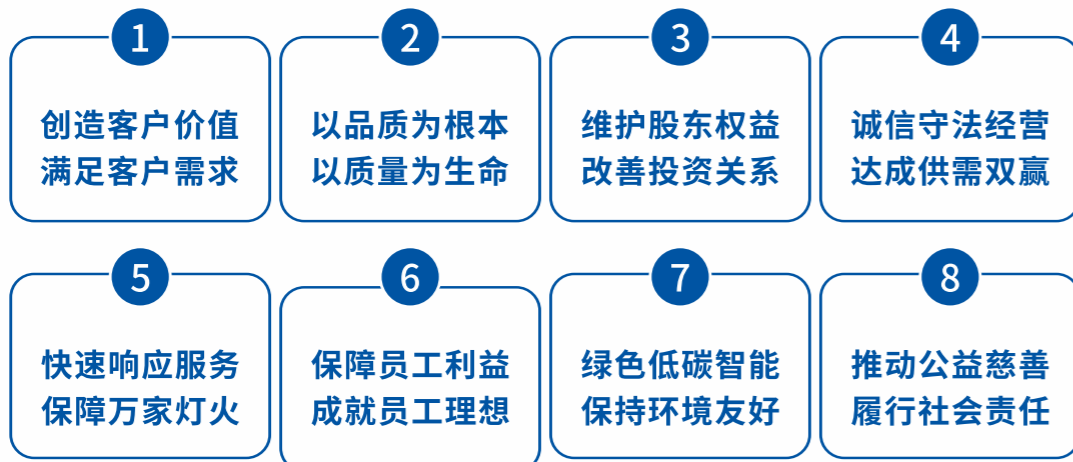 1
创造客户价值
满足客户需求
2
以品质为根本
以质量为生命
3
维护股东权益
改善投资关系
4
诚信守法经营
达成供需双赢
5
快速响应服务
保障万家灯火
6
保障员工利益
成就员工理想
7
绿色低碳智能
保持环境友好
8
推动公益慈善
履行社会责任